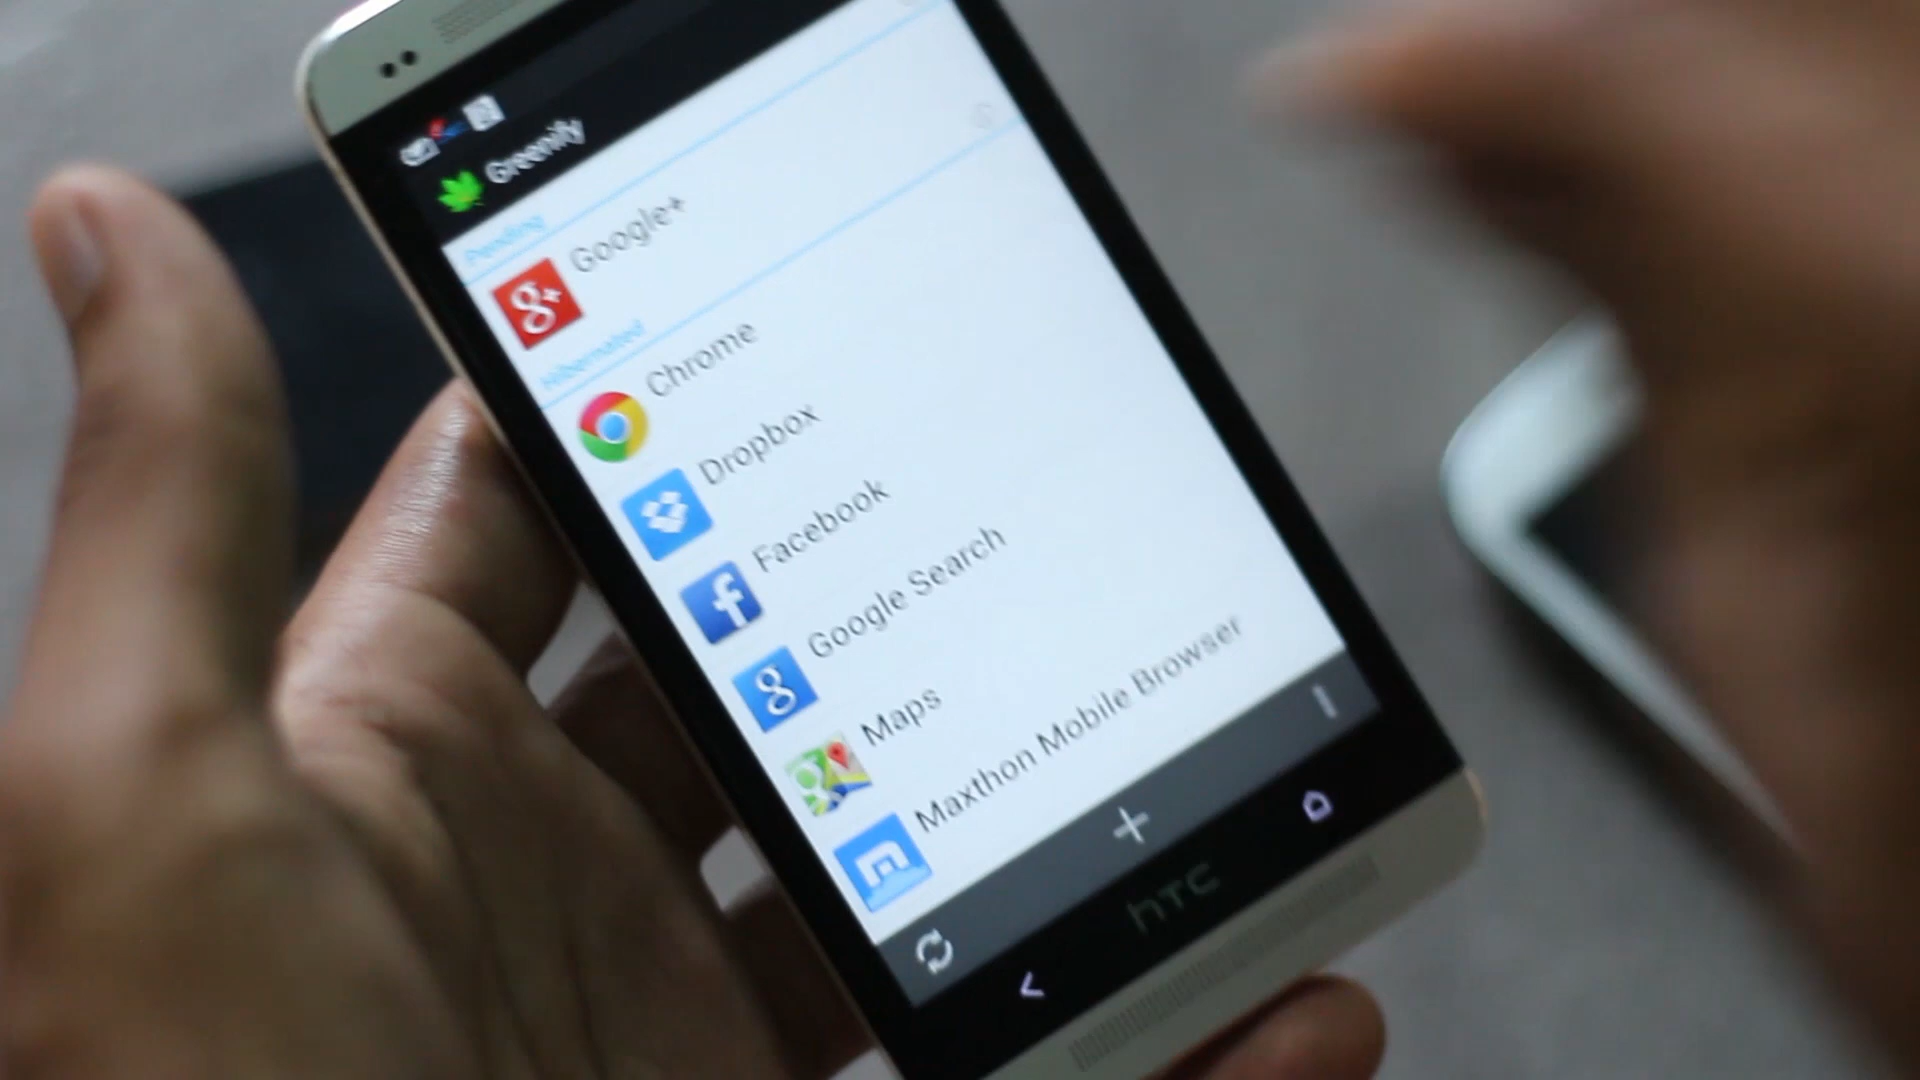 Greenify
Pending
Google+
Hibernated
Chrome
Dropbox
Facebook
Google Search
Maps
Maxthon Mobile Browser
hTC